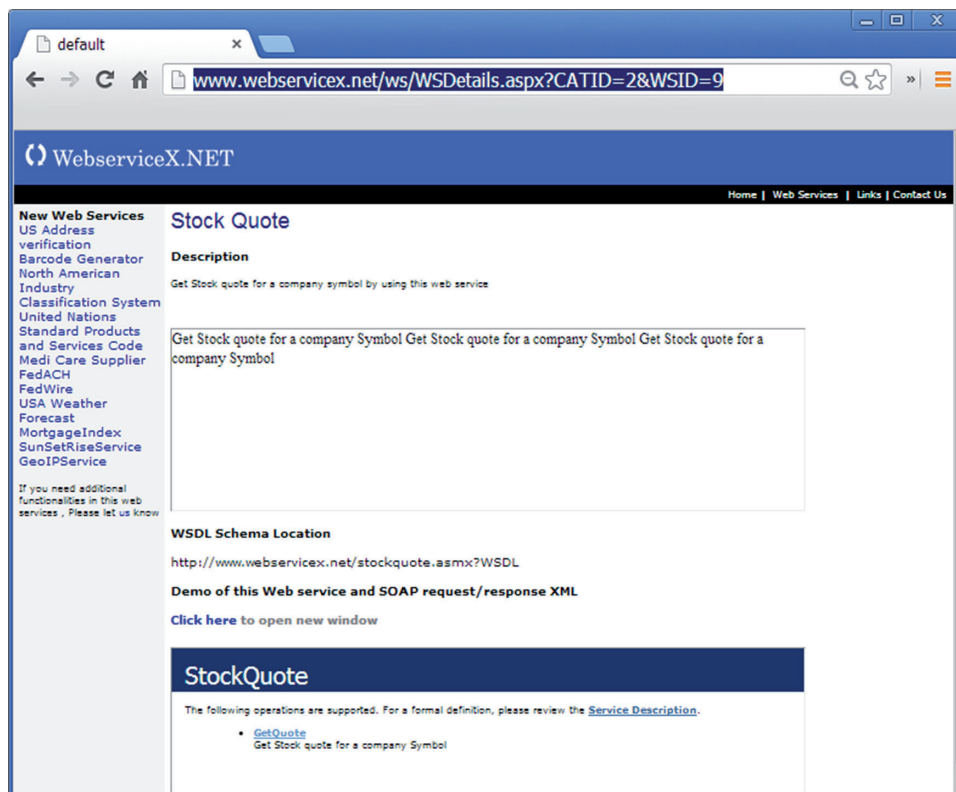 default
www.webservicex.net/ws/WSDetails.aspx?CATID=2&WSID=9
WebserviceX.NET
Home | Web Services | Links | Contact Us
New Web Services
US Address
verification
Barcode Generator
North American
Industry
Classification System
United Nations
Standard Products
and Services Code
Medi Care Supplier
FedACH
FedWire
USA Weather
Forecast
MortgageIndex
SunSetRiseService
GeoIPService
If you need additional
functionalities in this web
services , Please let us know
Stock Quote
Description
Get Stock quote for a company symbol by using this web service
Get Stock quote for a company Symbol Get Stock quote for a company Symbol Get Stock quote for a
company Symbol
WSDL Schema Location
http://www.webservicex.net/stockquote.asmx?WSDL
Demo of this Web service and SOAP request/response XML
Click here to open new window
StockQuote
The following operations are supported. For a formal definition, please review the Service Description.
• GetQuote
Get Stock quote for a company Symbol